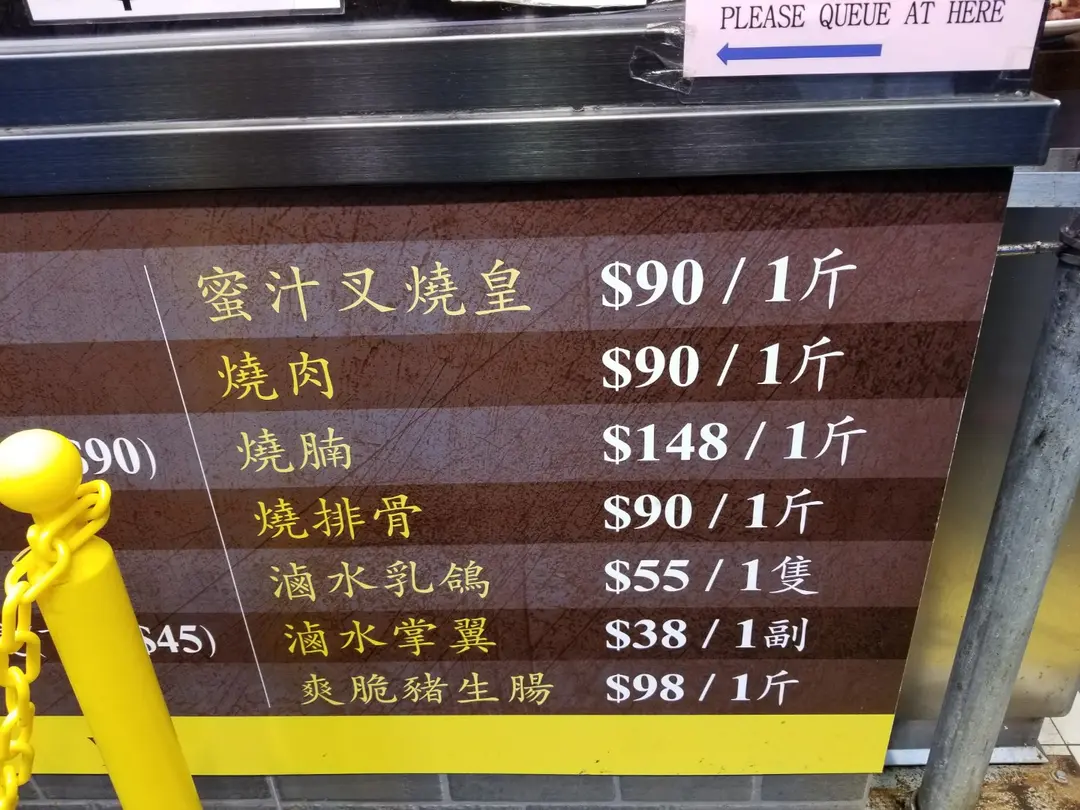 PLEASE QUEUE AT HERE
蜜汁叉燒皇 $90 / 1斤
燒肉 $90 / 1斤
燒腩 $148 / 1斤
$90)
燒排骨 $90 / 1斤
滷水乳鴿 $55 / 1隻
滷水掌翼 $38 / 1副
$45)
爽脆豬生腸 $98 / 1斤